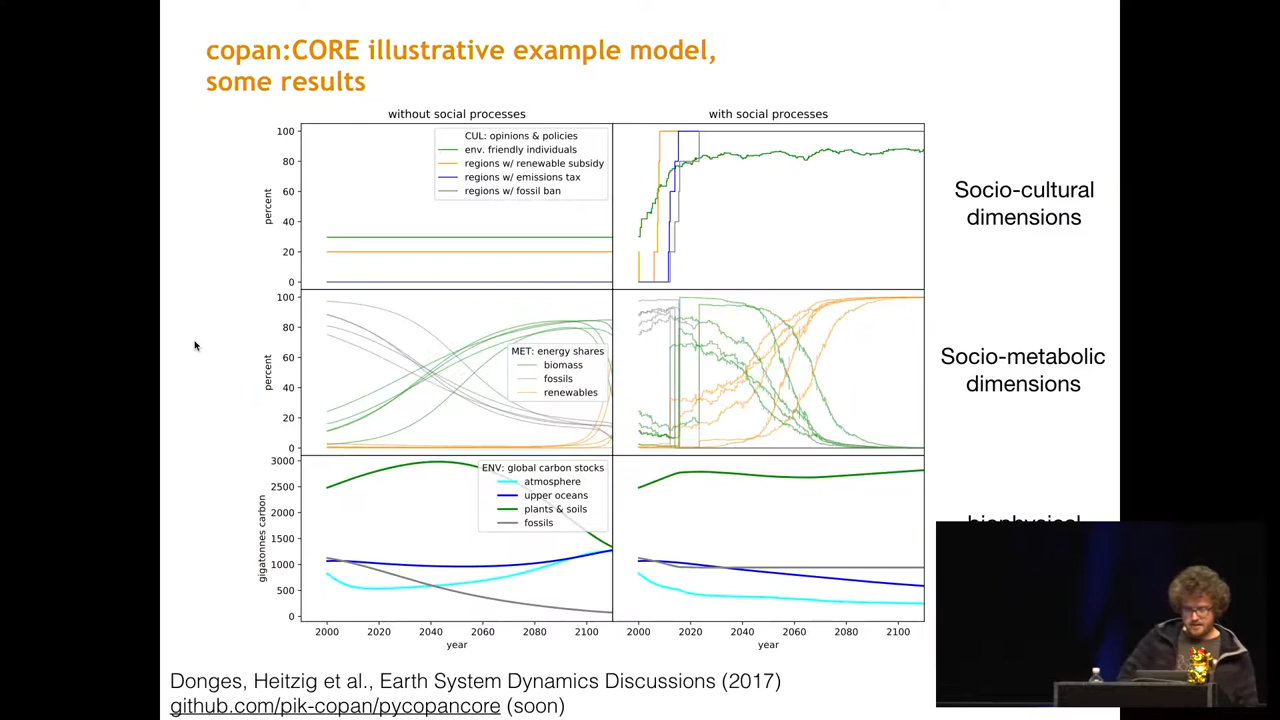 copan:CORE illustrative example model,
some results
without social processes
with social processes
100
80
60
40
20
0
percent
CUL: opinions & policies
env. friendly individuals
regions w/ renewable subsidy
regions w/ emissions tax
regions w/ fossil ban
Socio-cultural
dimensions
100
80
60
40
20
0
percent
MET: energy shares
biomass
fossils
renewables
Socio-metabolic
dimensions
3000
2500
2000
1500
1000
500
0
gigatonnes carbon
ENV: global carbon stocks
atmosphere
upper oceans
plants & soils
fossils
biophysical
2000 2020 2040 2060 2080 2100
year
2000 2020 2040 2060 2080 2100
year
Donges, Heitzig et al., Earth System Dynamics Discussions (2017)
github.com/pik-copan/pycopancore (soon)